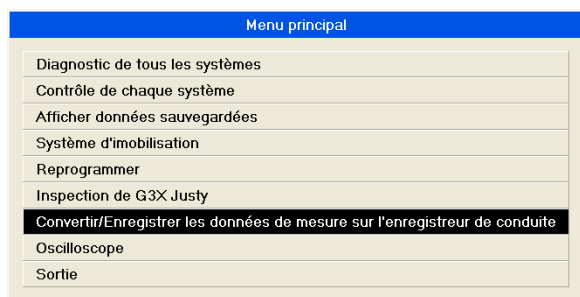 Menu principal
Diagnostic de tous les systèmes
Contrôle de chaque système
Afficher données sauvegardées
Système d'imobilisation
Reprogrammer
Inspection de G3X Justy
Convertir/Enregistrer les données de mesure sur l'enregistreur de conduite
Oscilloscope
Sortie